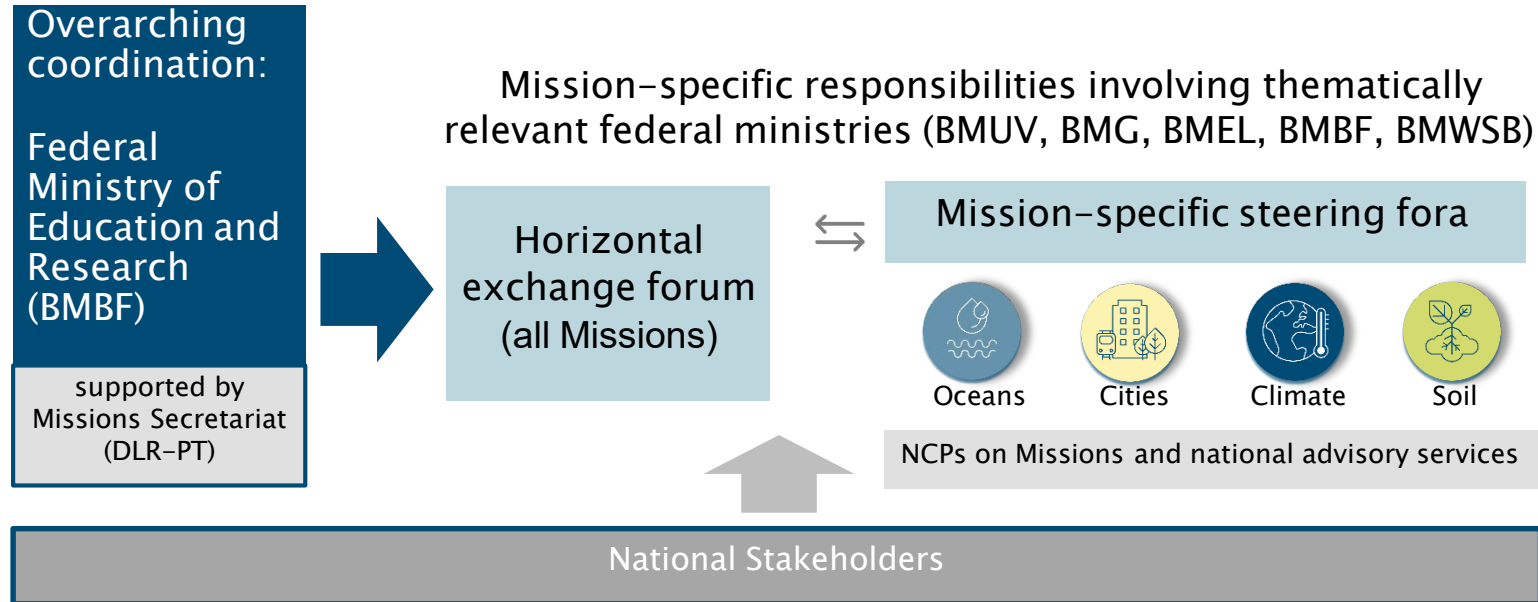 Overarching
coordination:
Federal
Ministry of
Education and
Research
(BMBF)
supported by
Missions Secretariat
(DLR-PT)
Mission-specific responsibilities involving thematically
relevant federal ministries (BMUV, BMG, BMEL, BMBF, BMWSB)
Horizontal
exchange forum
(all Missions)
Mission-specific steering fora
Oceans
Cities
Climate
Soil
NCPs on Missions and national advisory services
National Stakeholders